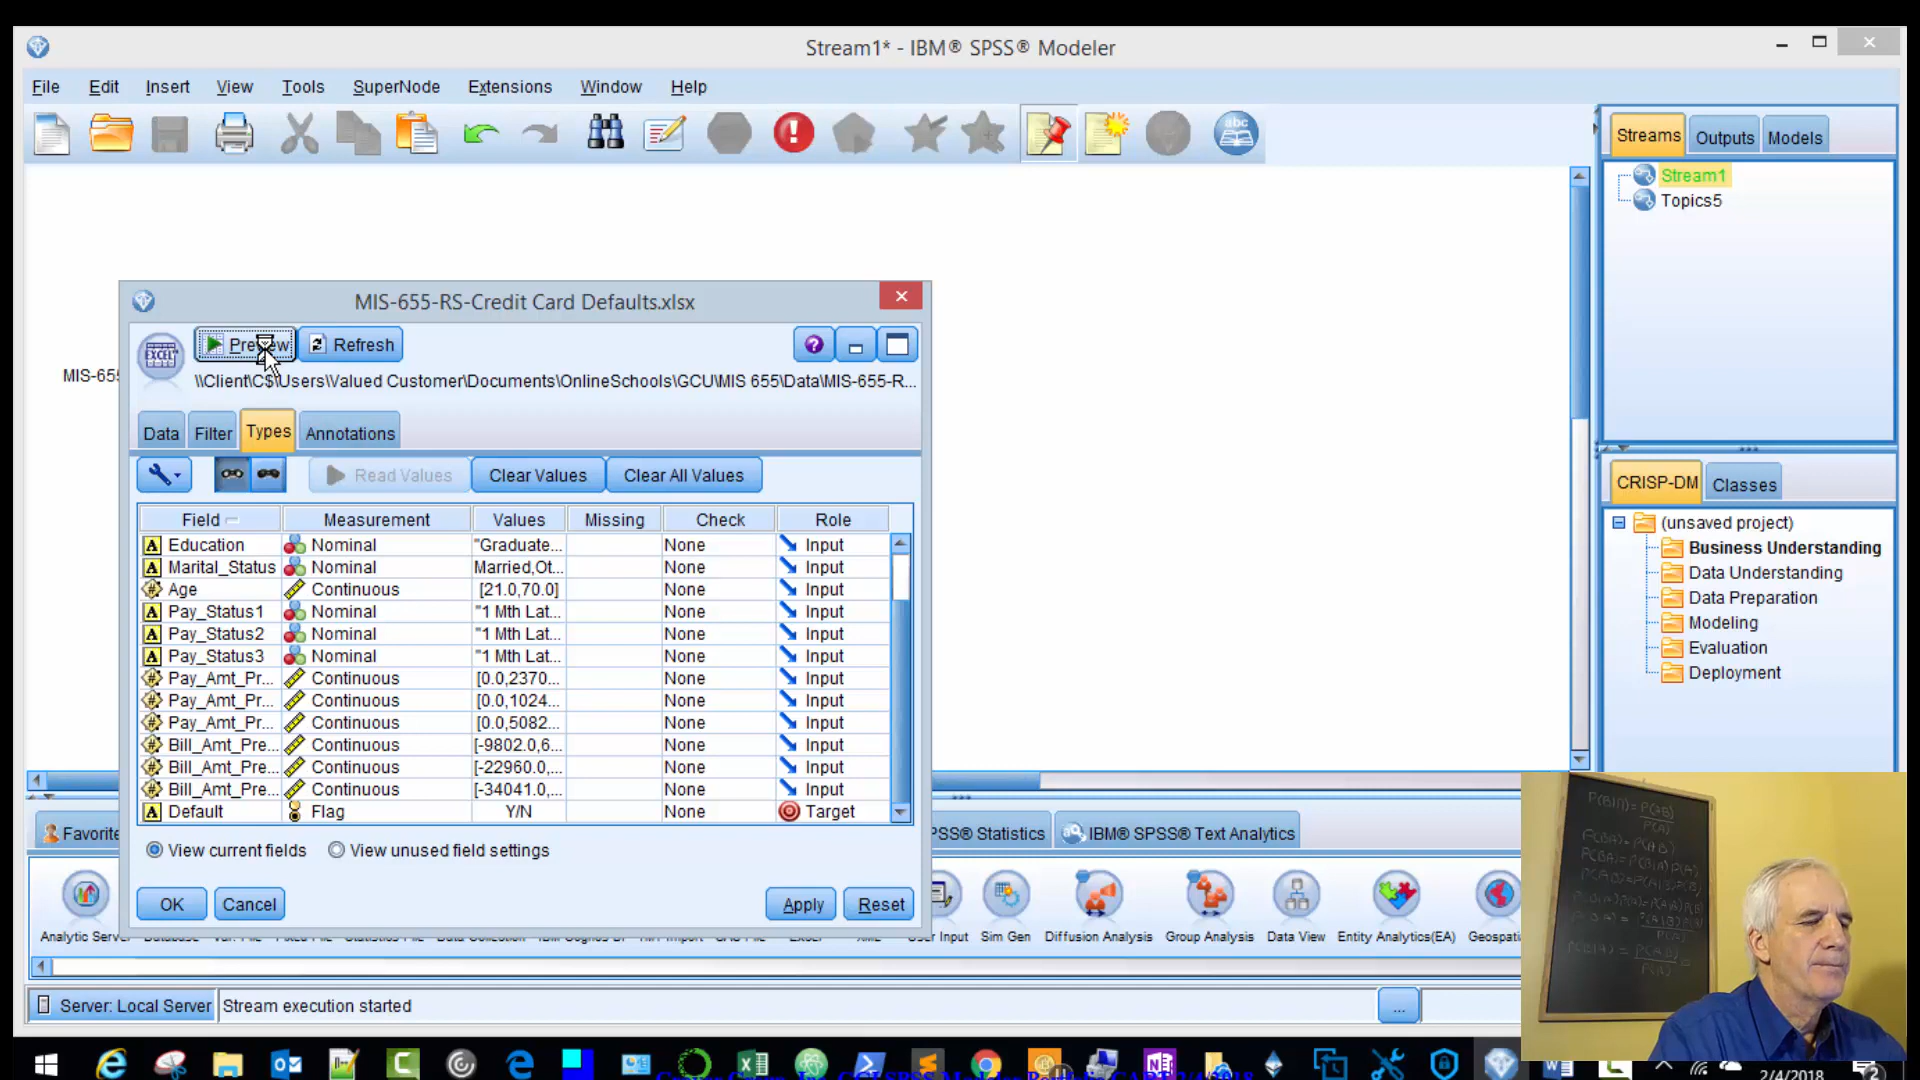 Stream1* - IBM® SPSS® Modeler
File Edit Insert View Tools SuperNode Extensions Window Help
Streams Outputs Models
Stream1
Topics5
MIS-655
MIS-655-RS-Credit Card Defaults.xlsx
Preview Refresh
\\Client\C$\Users\Valued Customer\Documents\OnlineSchools\GCU\MIS 655\Data\MIS-655-R...
Data Filter Types Annotations
Read Values Clear Values Clear All Values
Field Measurement Values Missing Check Role
Education Nominal "Graduate... None Input
Marital_Status Nominal Married,Ot... None Input
Age Continuous [21.0,70.0] None Input
Pay_Status1 Nominal "1 Mth Lat... None Input
Pay_Status2 Nominal "1 Mth Lat... None Input
Pay_Status3 Nominal "1 Mth Lat... None Input
Pay_Amt_Pr... Continuous [0.0,2370... None Input
Pay_Amt_Pr... Continuous [0.0,1024... None Input
Pay_Amt_Pr... Continuous [0.0,5082... None Input
Bill_Amt_Pre... Continuous [-9802.0,6... None Input
Bill_Amt_Pre... Continuous [-22960.0,... None Input
Bill_Amt_Pre... Continuous [-34041.0,... None Input
Default Flag Y/N None Target
View current fields View unused field settings
OK Cancel Apply Reset
CRISP-DM Classes
(unsaved project)
Business Understanding
Data Understanding
Data Preparation
Modeling
Evaluation
Deployment
Favorite PSS® Statistics IBM® SPSS® Text Analytics
Analytic Serve User Input Sim Gen Diffusion Analysis Group Analysis Data View Entity Analytics(EA) Geospati
Server: Local Server Stream execution started ...
2/4/2018